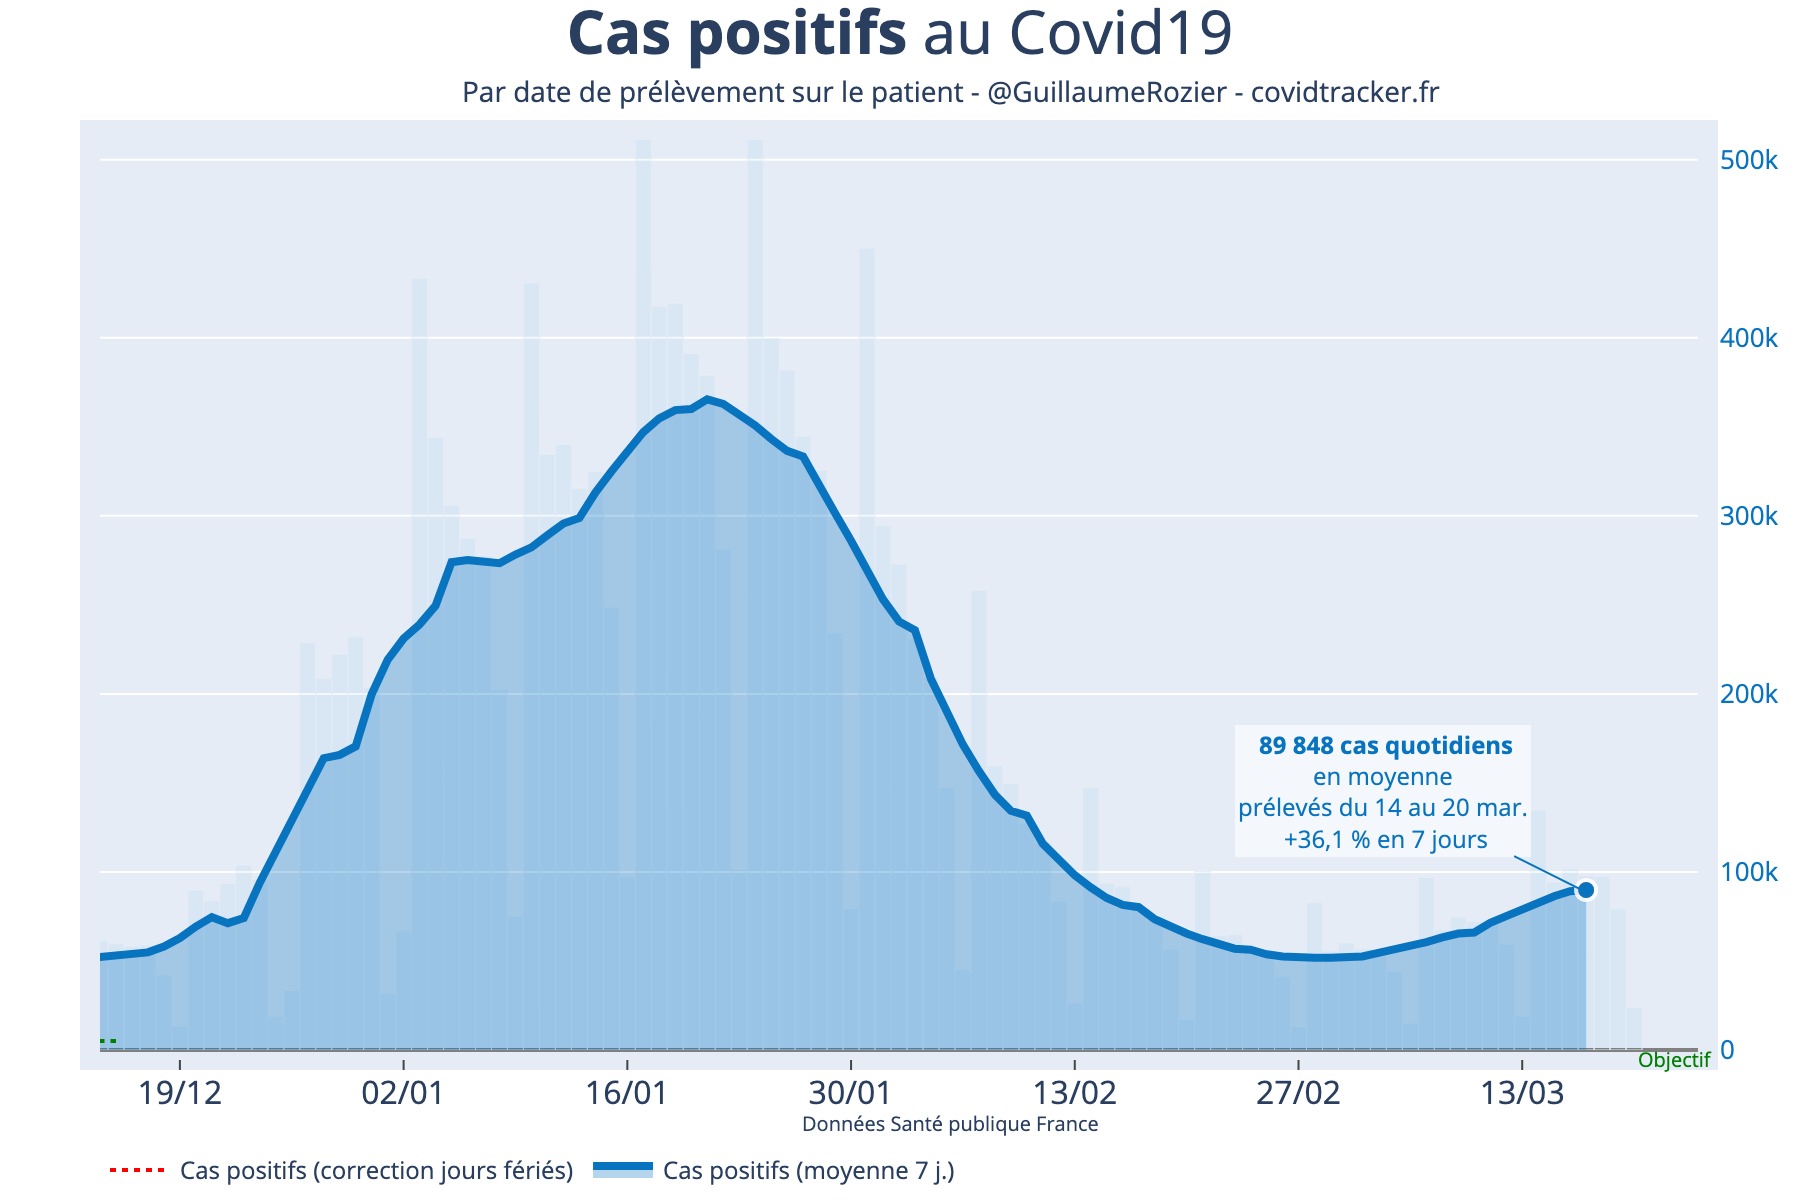 Cas positifs au Covid19
Par date de prélèvement sur le patient - @GuillaumeRozier - covidtracker.fr
500k
400k
300k
200k
89 848 cas quotidiens
en moyenne
prélevés du 14 au 20 mar.
+36,1 % en 7 jours
100k
0
Objectif
19/12 02/01 16/01 30/01 13/02 27/02 13/03
Données Santé publique France
Cas positifs (correction jours fériés) Cas positifs (moyenne 7 j.)